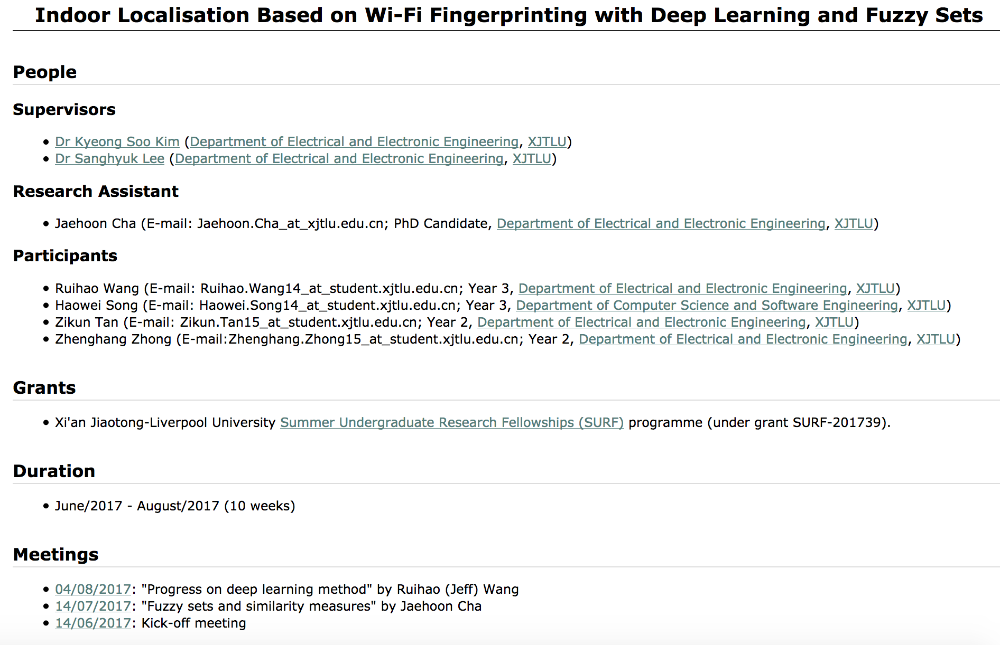 Indoor Localisation Based on Wi-Fi Fingerprinting with Deep Learning and Fuzzy Sets
People
Supervisors
• Dr Kyeong Soo Kim (Department of Electrical and Electronic Engineering, XJTLU)
• Dr Sanghyuk Lee (Department of Electrical and Electronic Engineering, XJTLU)
Research Assistant
• Jaehoon Cha (E-mail: Jaehoon.Cha_at_xjtlu.edu.cn; PhD Candidate, Department of Electrical and Electronic Engineering, XJTLU)
Participants
• Ruihao Wang (E-mail: Ruihao.Wang14_at_student.xjtlu.edu.cn; Year 3, Department of Electrical and Electronic Engineering, XJTLU)
• Haowei Song (E-mail: Haowei.Song14_at_student.xjtlu.edu.cn; Year 3, Department of Computer Science and Software Engineering, XJTLU)
• Zikun Tan (E-mail: Zikun.Tan15_at_student.xjtlu.edu.cn; Year 2, Department of Electrical and Electronic Engineering, XJTLU)
• Zhenghang Zhong (E-mail:Zhenghang.Zhong15_at_student.xjtlu.edu.cn; Year 2, Department of Electrical and Electronic Engineering, XJTLU)
Grants
• Xi'an Jiaotong-Liverpool University Summer Undergraduate Research Fellowships (SURF) programme (under grant SURF-201739).
Duration
• June/2017 - August/2017 (10 weeks)
Meetings
• 04/08/2017: "Progress on deep learning method" by Ruihao (Jeff) Wang
• 14/07/2017: "Fuzzy sets and similarity measures" by Jaehoon Cha
• 14/06/2017: Kick-off meeting